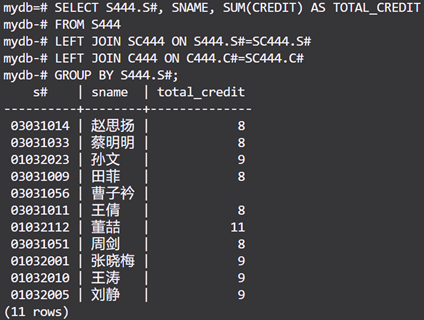 mydb=# SELECT S444.S#, SNAME, SUM(CREDIT) AS TOTAL_CREDIT
mydb-# FROM S444
mydb-# LEFT JOIN SC444 ON S444.S#=SC444.S#
mydb-# LEFT JOIN C444 ON C444.C#=SC444.C#
mydb-# GROUP BY S444.S#;
s# | sname | total_credit
----------+--------+--------------
03031014 | 赵思扬 | 8
03031033 | 蔡明明 | 8
01032023 | 孙文 | 9
03031009 | 田菲 | 8
03031056 | 曹子衿 |
03031011 | 王倩 | 8
01032112 | 董喆 | 11
03031051 | 周剑 | 8
01032001 | 张晓梅 | 9
01032010 | 王涛 | 9
01032005 | 刘静 | 9
(11 rows)